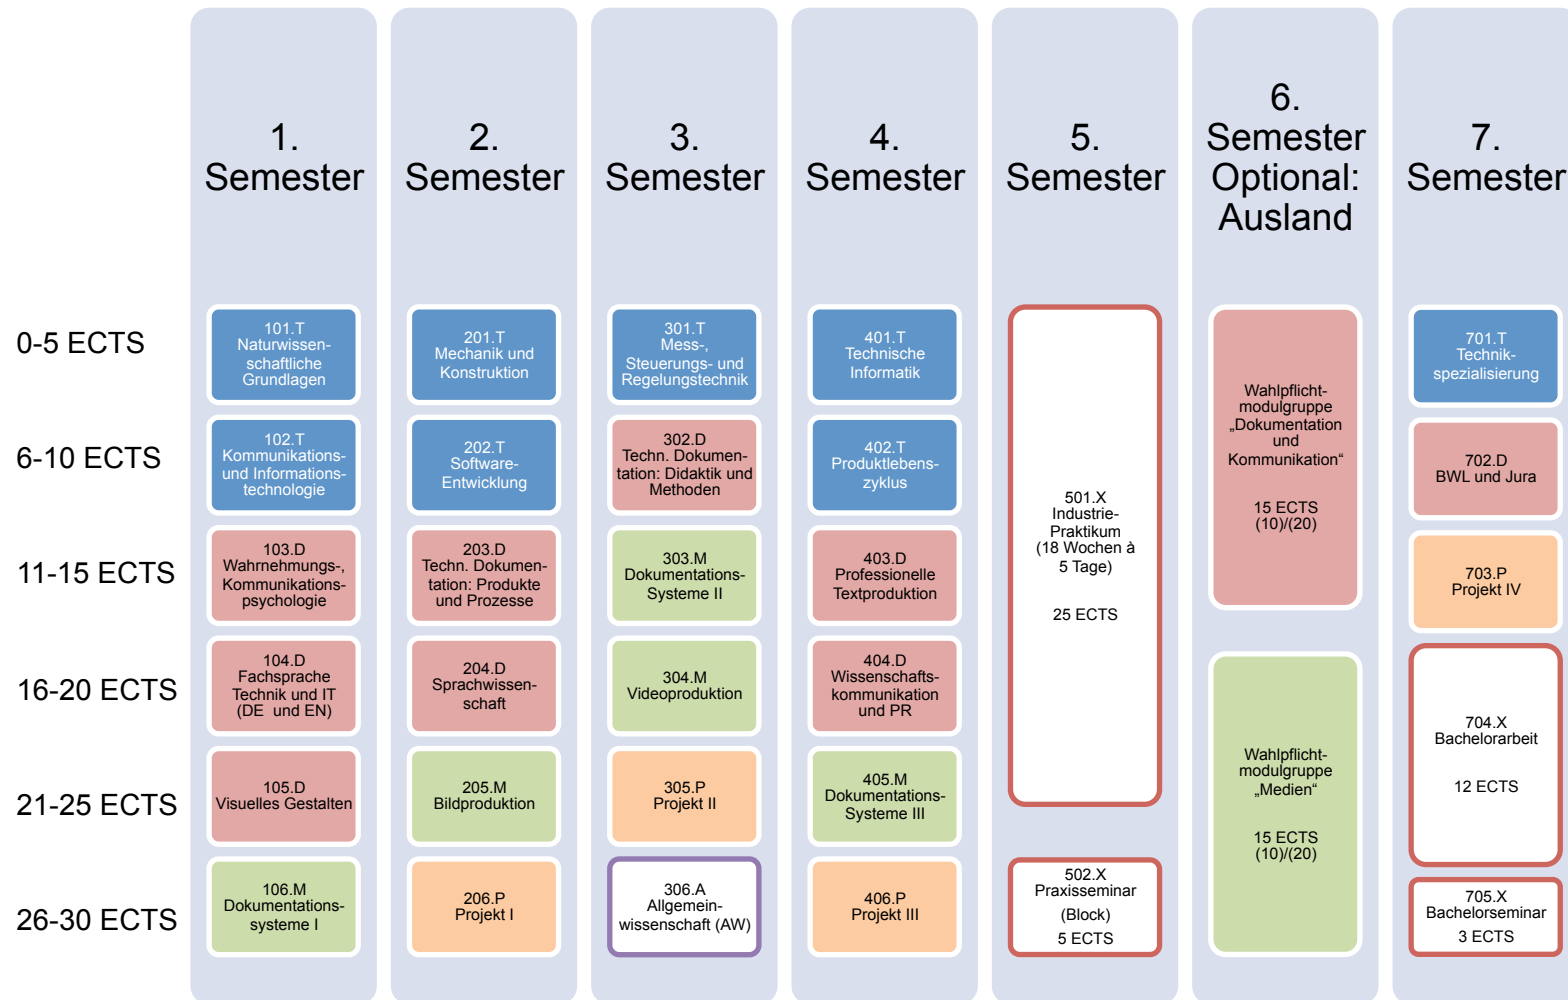 1.
Semester
2.
Semester
3.
Semester
4.
Semester
5.
Semester
6.
Semester
Optional:
Ausland
7.
Semester
0-5 ECTS
6-10 ECTS
11-15 ECTS
16-20 ECTS
21-25 ECTS
26-30 ECTS
101.T
Naturwissen-
schaftliche
Grundlagen
102.T
Kommunikations-
und Informations-
technologie
103.D
Wahrnehmungs-,
Kommunikations-
psychologie
104.D
Fachsprache
Technik und IT
(DE und EN)
105.D
Visuelles Gestalten
106.M
Dokumentations-
systeme I
201.T
Mechanik und
Konstruktion
202.T
Software-
Entwicklung
203.D
Techn. Dokumen-
tation: Produkte
und Prozesse
204.D
Sprachwissen-
schaft
205.M
Bildproduktion
206.P
Projekt I
301.T
Mess-,
Steuerungs- und
Regelungstechnik
302.D
Techn. Dokumen-
tation: Didaktik und
Methoden
303.M
Dokumentations-
Systeme II
304.M
Videoproduktion
305.P
Projekt II
306.A
Allgemein-
wissenschaft (AW)
401.T
Technische
Informatik
402.T
Produktlebens-
zyklus
403.D
Professionelle
Textproduktion
404.D
Wissenschafts-
kommunikation
und PR
405.M
Dokumentations-
Systeme III
406.P
Projekt III
501.X
Industrie-
Praktikum
(18 Wochen à
5 Tage)
25 ECTS
502.X
Praxisseminar
(Block)
5 ECTS
Wahlpflicht-
modulgruppe
„Dokumentation
und
Kommunikation“
15 ECTS
(10)/(20)
Wahlpflicht-
modulgruppe
„Medien“
15 ECTS
(10)/(20)
701.T
Technik-
spezialisierung
702.D
BWL und Jura
703.P
Projekt IV
704.X
Bachelorarbeit
12 ECTS
705.X
Bachelorseminar
3 ECTS